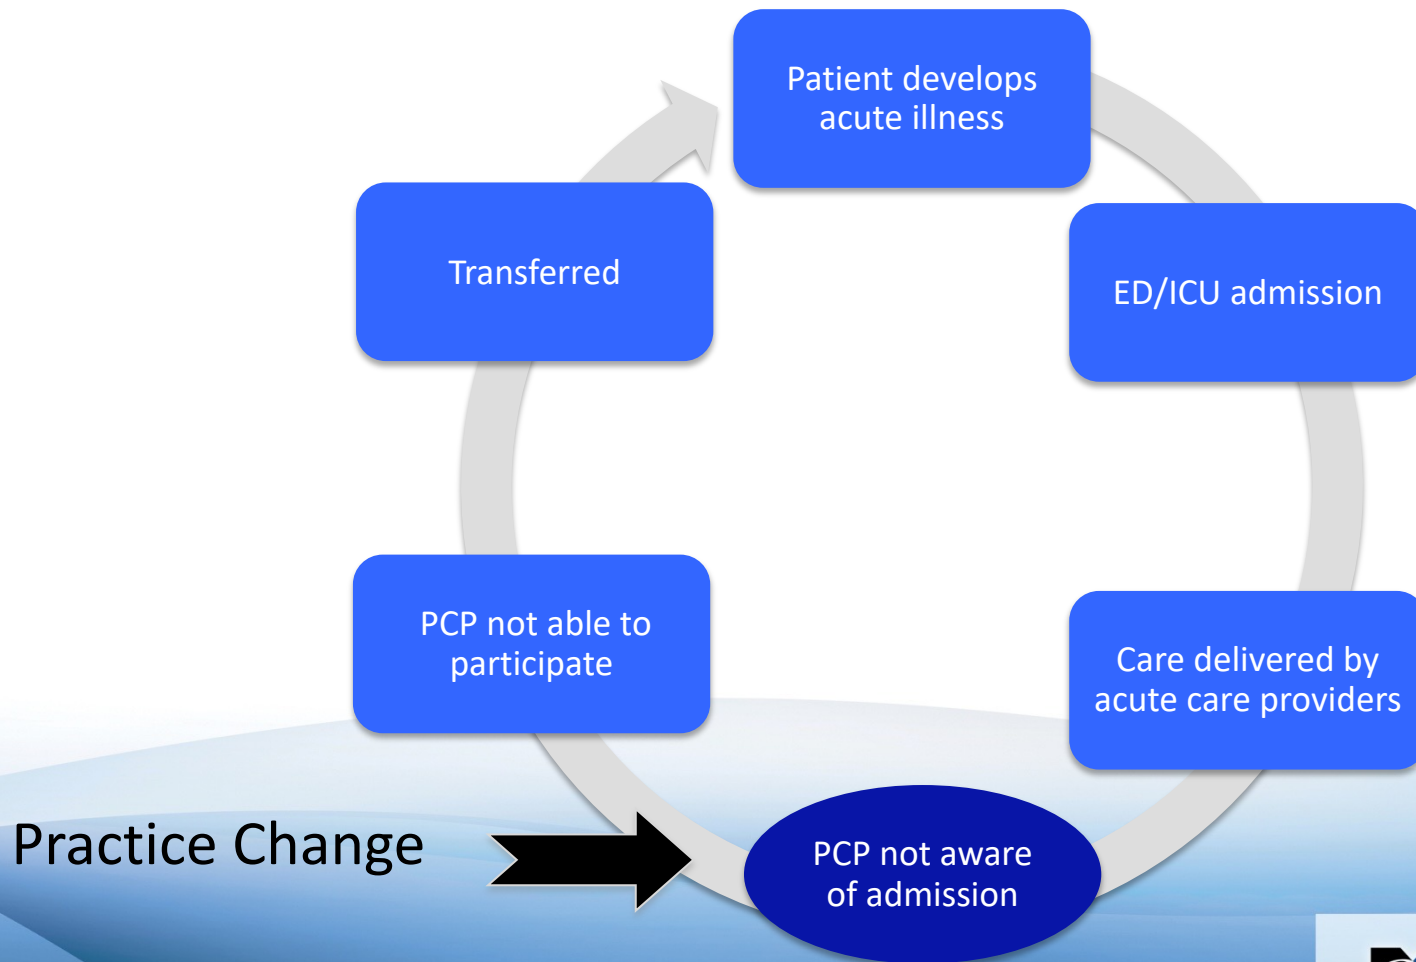 Patient develops
acute illness
ED/ICU admission
Care delivered by
acute care providers
PCP not aware
of admission
PCP not able to
participate
Transferred
Practice Change